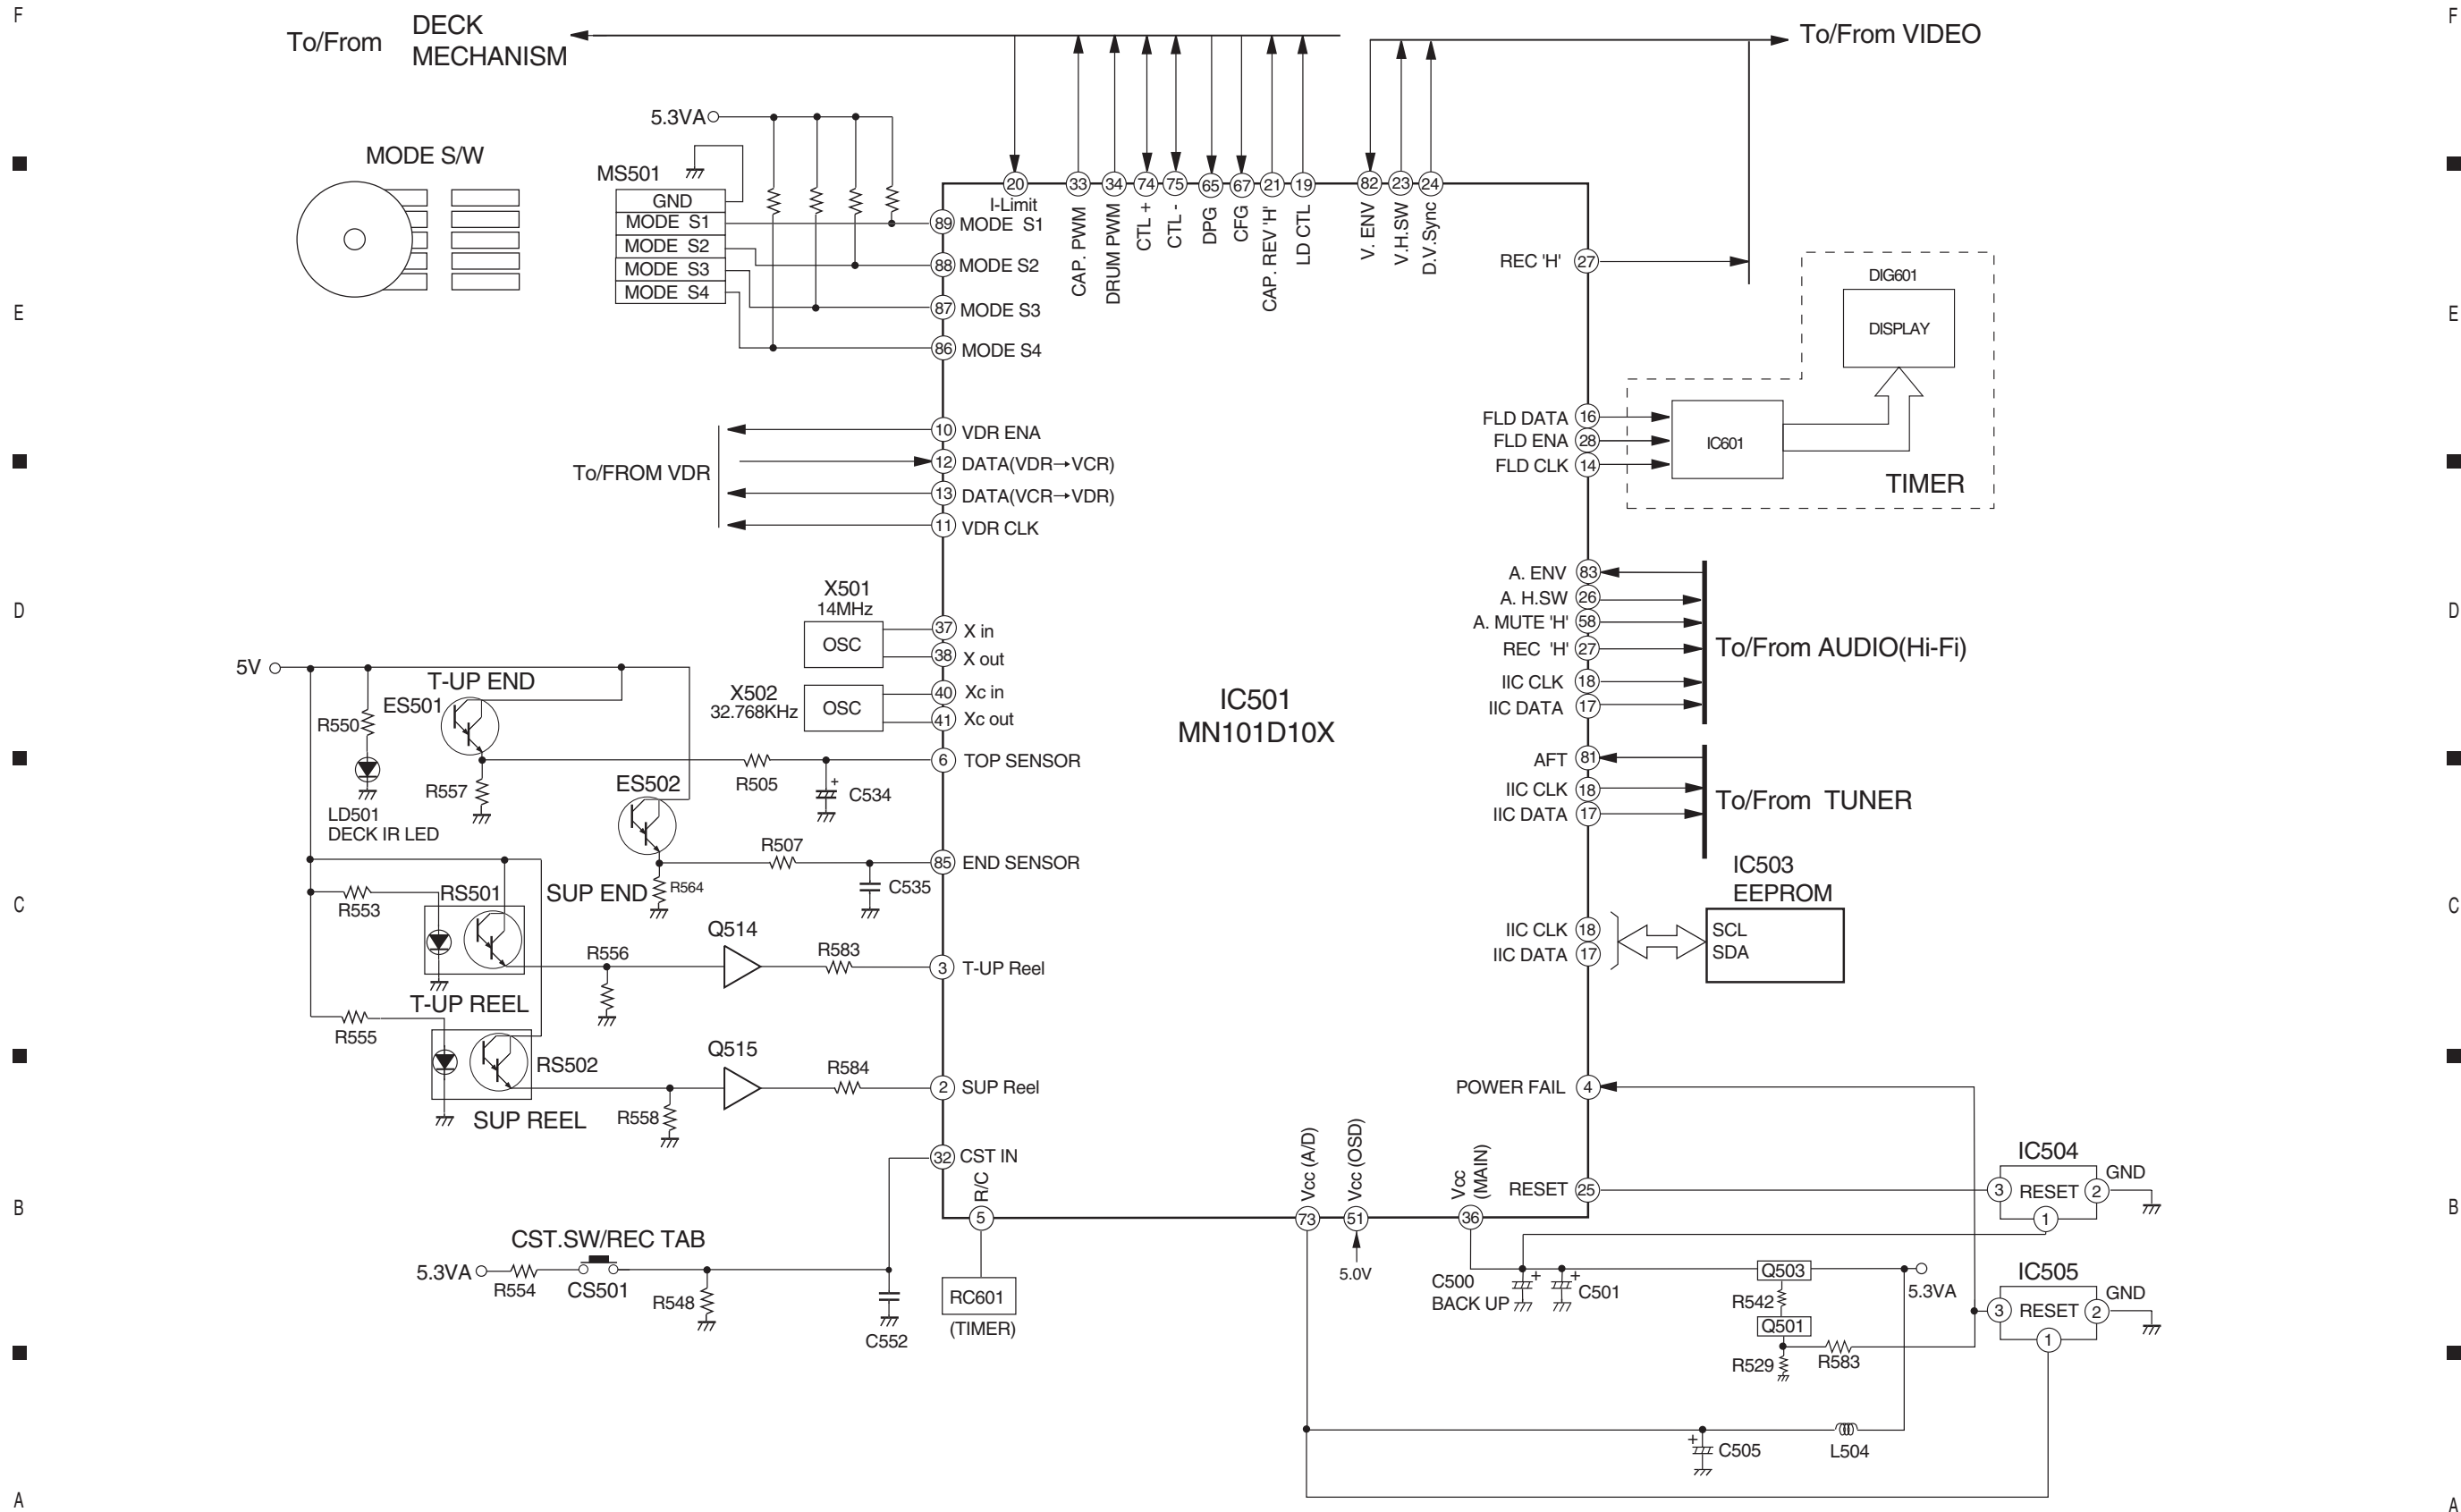 F
F
To/From
DECK
MECHANISM
To/From VIDEO
5.3VA
MODE S/W
MS501
GND
MODE S1
MODE S2
MODE S3
MODE S4
20
33
34
74
75
65
67
21
19
82
23
24
I-Limit
CAP. PWM
DRUM PWM
CTL +
CTL -
DPG
CFG
CAP. REV 'H'
LD CTL
V. ENV
V.H.SW
D.V.Sync
89 MODE S1
88 MODE S2
87 MODE S3
86 MODE S4
REC 'H' 27
DIG601
DISPLAY
E
E
FLD DATA 16
FLD ENA 28
FLD CLK 14
IC601
TIMER
To/FROM VDR
10 VDR ENA
12 DATA(VDR→VCR)
13 DATA(VCR→VDR)
11 VDR CLK
D
D
X501
14MHz
OSC
37 X in
38 X out
X502
32.768KHz
OSC
40 Xc in
41 Xc out
IC501
MN101D10X
A. ENV 83
A. H.SW 26
A. MUTE 'H' 58
REC 'H' 27
IIC CLK 18
IIC DATA 17
To/From AUDIO(Hi-Fi)
AFT 81
IIC CLK 18
IIC DATA 17
To/From TUNER
5V
T-UP END
ES501
R550
R557
LD501
DECK IR LED
R505
C534
6 TOP SENSOR
ES502
R507
R564
C535
85 END SENSOR
SUP END
C
C
R553
RS501
T-UP REEL
R556
Q514
R583
3 T-UP Reel
R555
RS502
SUP REEL
R558
Q515
R584
2 SUP Reel
IC503
EEPROM
SCL
SDA
IIC CLK 18
IIC DATA 17
POWER FAIL 4
RESET 25
32 CST IN
R/C
5
Vcc (A/D)
73
Vcc (OSD)
51
Vcc
(MAIN)
36
5.0V
B
B
CST.SW/REC TAB
5.3VA
R554
CS501
R548
C552
RC601
(TIMER)
C500
BACK UP
+
+
C501
Q503
R542
Q501
R529
R583
5.3VA
IC504
3 RESET 2
1
GND
IC505
3 RESET 2
1
GND
+
C505
L504
+
A
A